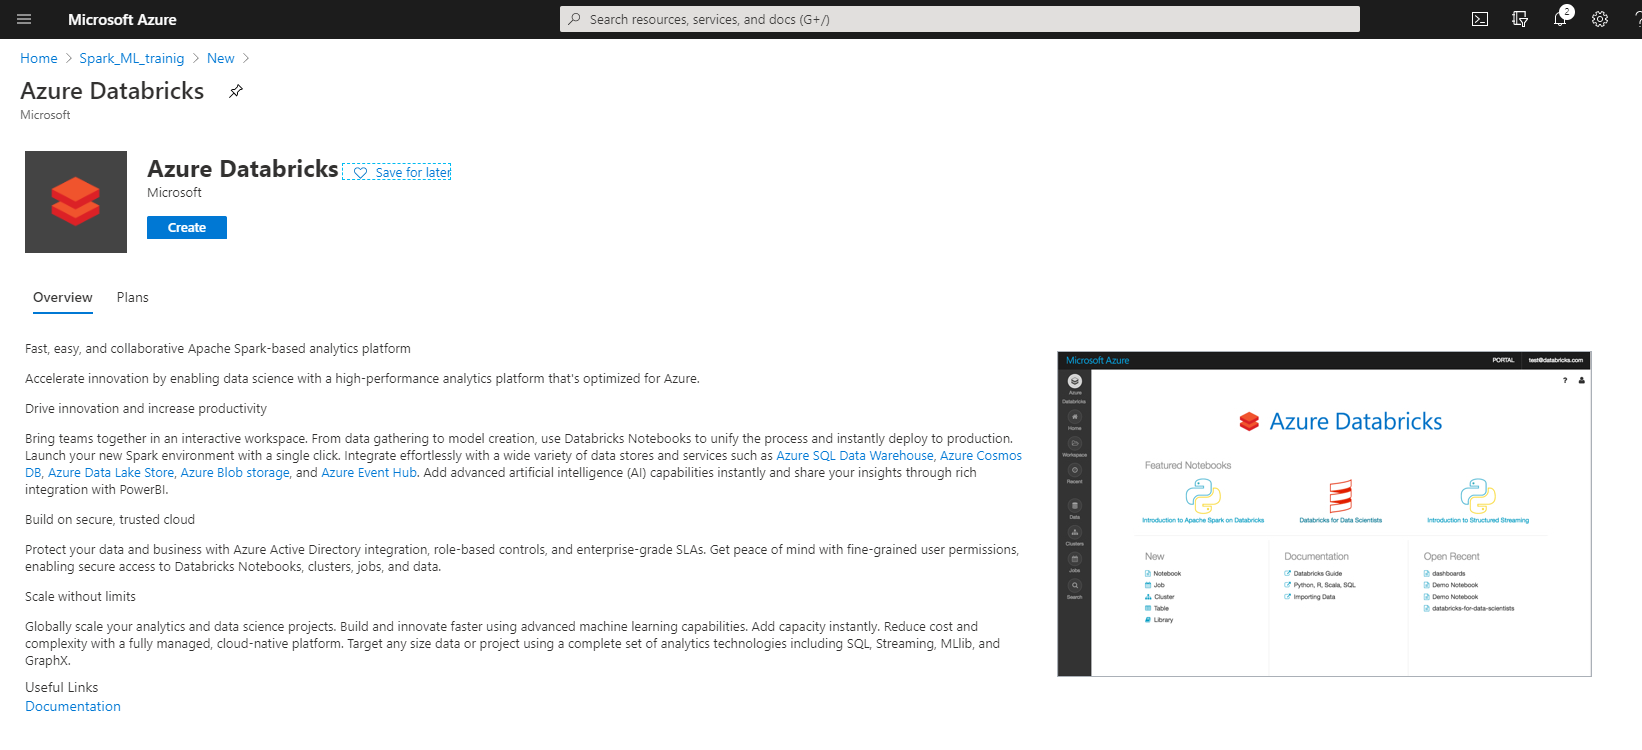 Microsoft Azure
Search resources, services, and docs (G+/)
2
Home > Spark_ML_trainig > New >
Azure Databricks
Microsoft
Azure Databricks
Save for later
Microsoft
Create
Overview Plans
Fast, easy, and collaborative Apache Spark-based analytics platform
Accelerate innovation by enabling data science with a high-performance analytics platform that's optimized for Azure.
Drive innovation and increase productivity
Bring teams together in an interactive workspace. From data gathering to model creation, use Databricks Notebooks to unify the process and instantly deploy to production.
Launch your new Spark environment with a single click. Integrate effortlessly with a wide variety of data stores and services such as Azure SQL Data Warehouse, Azure Cosmos
DB, Azure Data Lake Store, Azure Blob storage, and Azure Event Hub. Add advanced artificial intelligence (AI) capabilities instantly and share your insights through rich
integration with PowerBI.
Build on secure, trusted cloud
Protect your data and business with Azure Active Directory integration, role-based controls, and enterprise-grade SLAs. Get peace of mind with fine-grained user permissions,
enabling secure access to Databricks Notebooks, clusters, jobs, and data.
Scale without limits
Globally scale your analytics and data science projects. Build and innovate faster using advanced machine learning capabilities. Add capacity instantly. Reduce cost and
complexity with a fully managed, cloud-native platform. Target any size data or project using a complete set of analytics technologies including SQL, Streaming, MLlib, and
GraphX.
Useful Links
Documentation
Microsoft Azure
PORTAL
test@databricks.com
?
Azure
Databricks
Home
Workspace
Recent
Data
Clusters
Jobs
Search
Azure Databricks
Featured Notebooks
Introduction to Apache Spark on Databricks
Databricks for Data Scientists
Introduction to Structured Streaming
New
Notebook
Job
Cluster
Table
Library
Documentation
Databricks Guide
Python, R, Scala, SQL
Importing Data
Open Recent
dashboards
Demo Notebook
Demo Notebook
databricks-for-data-scientists